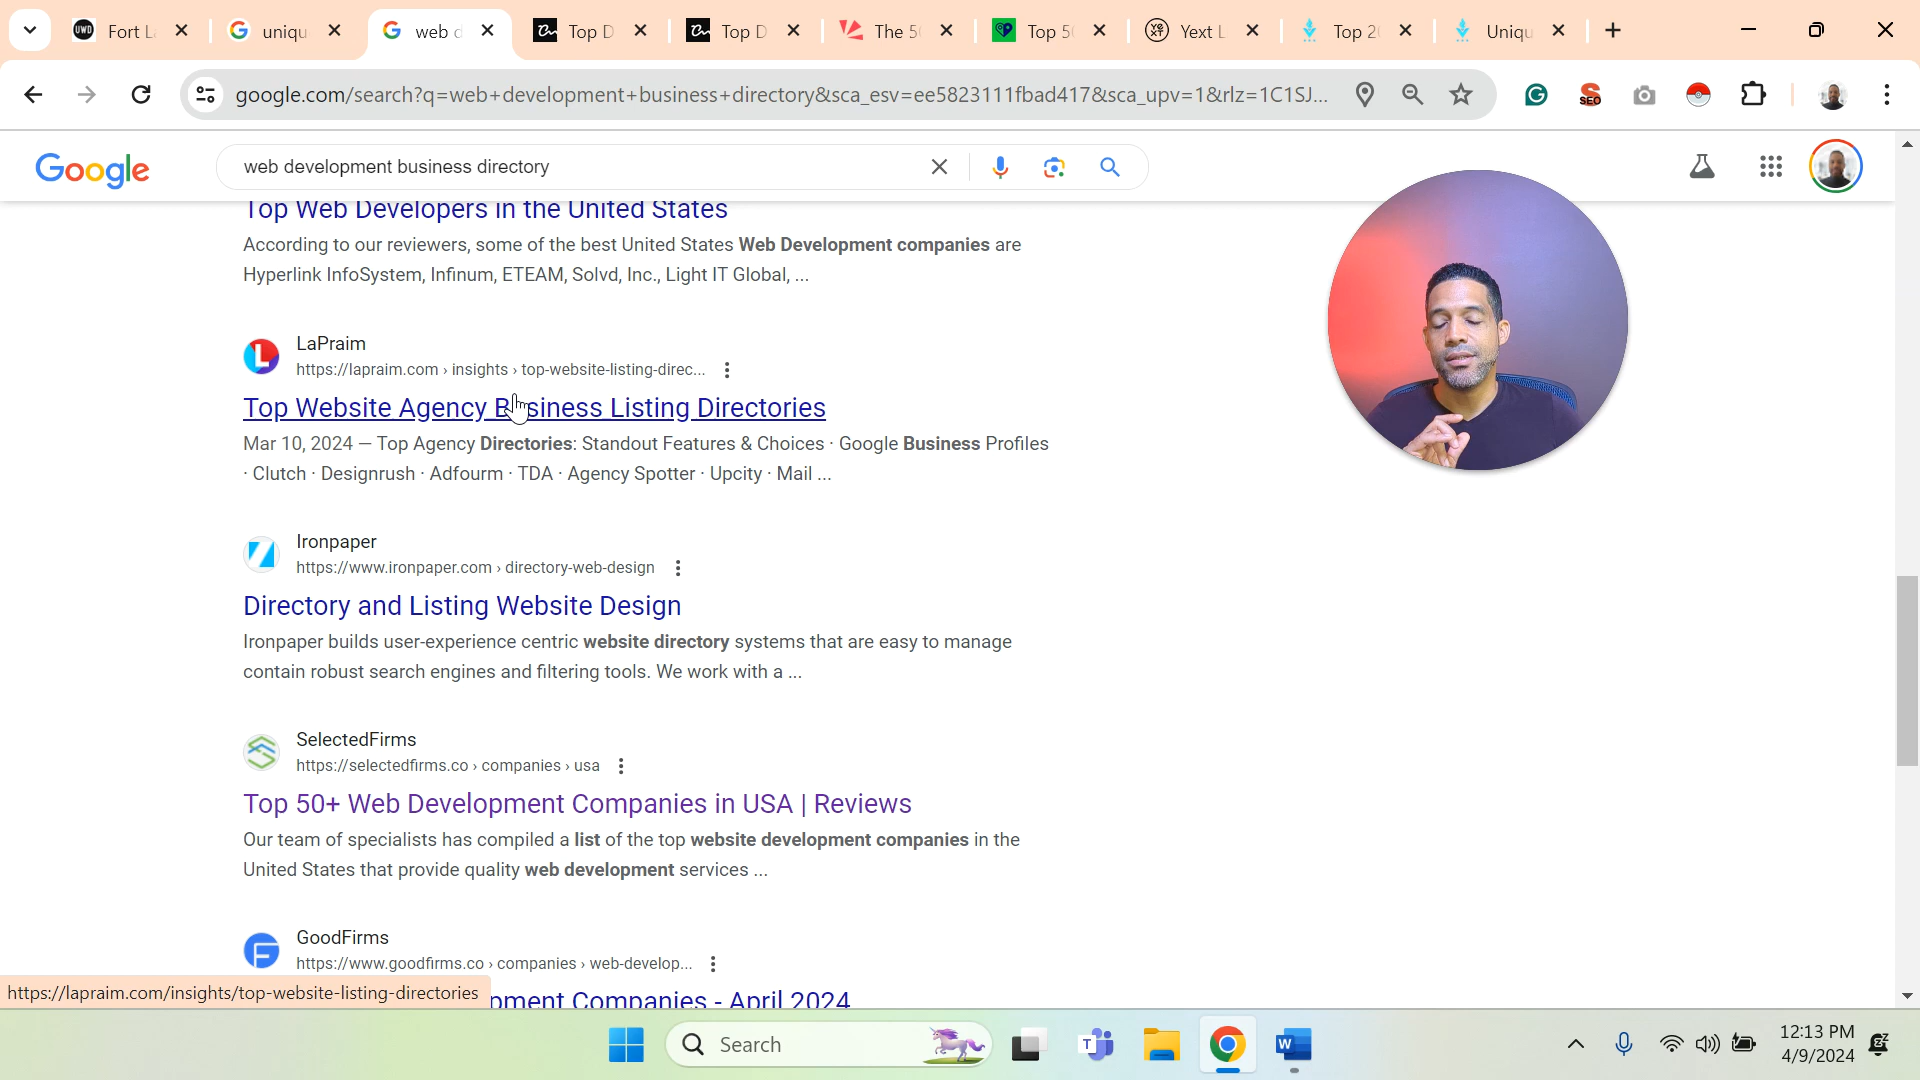 UWD
Fort L
uniqu
web d
Top D
Top D
The 5
Top 5
Yext L
Top 2
Uniqu
google.com/search?q=web+development+business+directory&sca_esv=ee5823111fbad417&sca_upv=1&rlz=1C1SJ...
SEO
Google
web development business directory
Top Web Developers in the United States
According to our reviewers, some of the best United States Web Development companies are
Hyperlink InfoSystem, Infinum, ETEAM, Solvd, Inc., Light IT Global, ...
LaPraim
https://lapraim.com › insights › top-website-listing-direc...
Top Website Agency Business Listing Directories
Mar 10, 2024 — Top Agency Directories: Standout Features & Choices · Google Business Profiles
· Clutch · Designrush · Adfourm · TDA · Agency Spotter · Upcity · Mail ...
Ironpaper
https://www.ironpaper.com › directory-web-design
Directory and Listing Website Design
Ironpaper builds user-experience centric website directory systems that are easy to manage
contain robust search engines and filtering tools. We work with a ...
SelectedFirms
https://selectedfirms.co › companies › usa
Top 50+ Web Development Companies in USA | Reviews
Our team of specialists has compiled a list of the top website development companies in the
United States that provide quality web development services ...
GoodFirms
https://www.goodfirms.co › companies › web-develop...
pment Companies - April 2024
https://lapraim.com/insights/top-website-listing-directories
Search
12:13 PM
4/9/2024